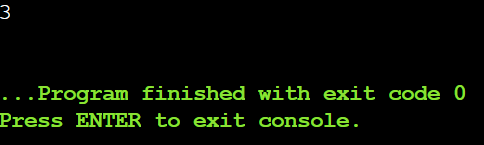 3
...Program finished with exit code 0
Press ENTER to exit console.